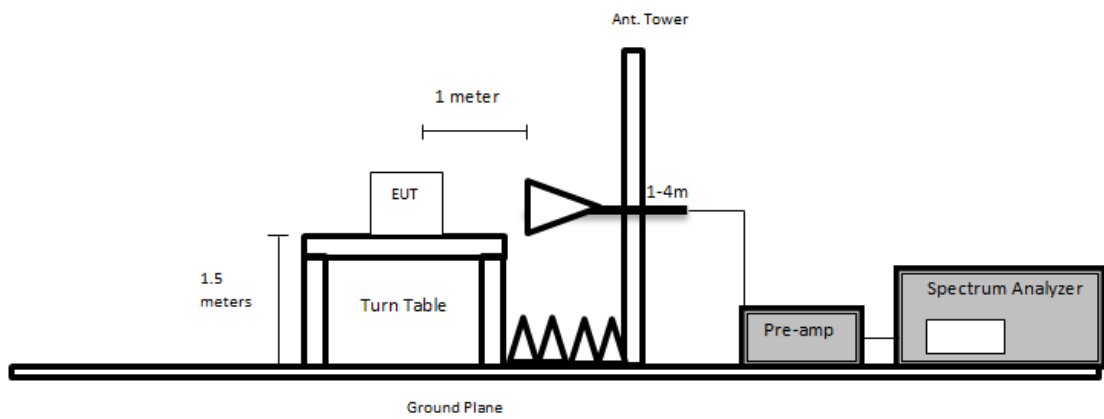 Ant. Tower
1 meter
EUT
1-4m
1.5
meters
Turn Table
Spectrum Analyzer
Pre-amp
Ground Plane